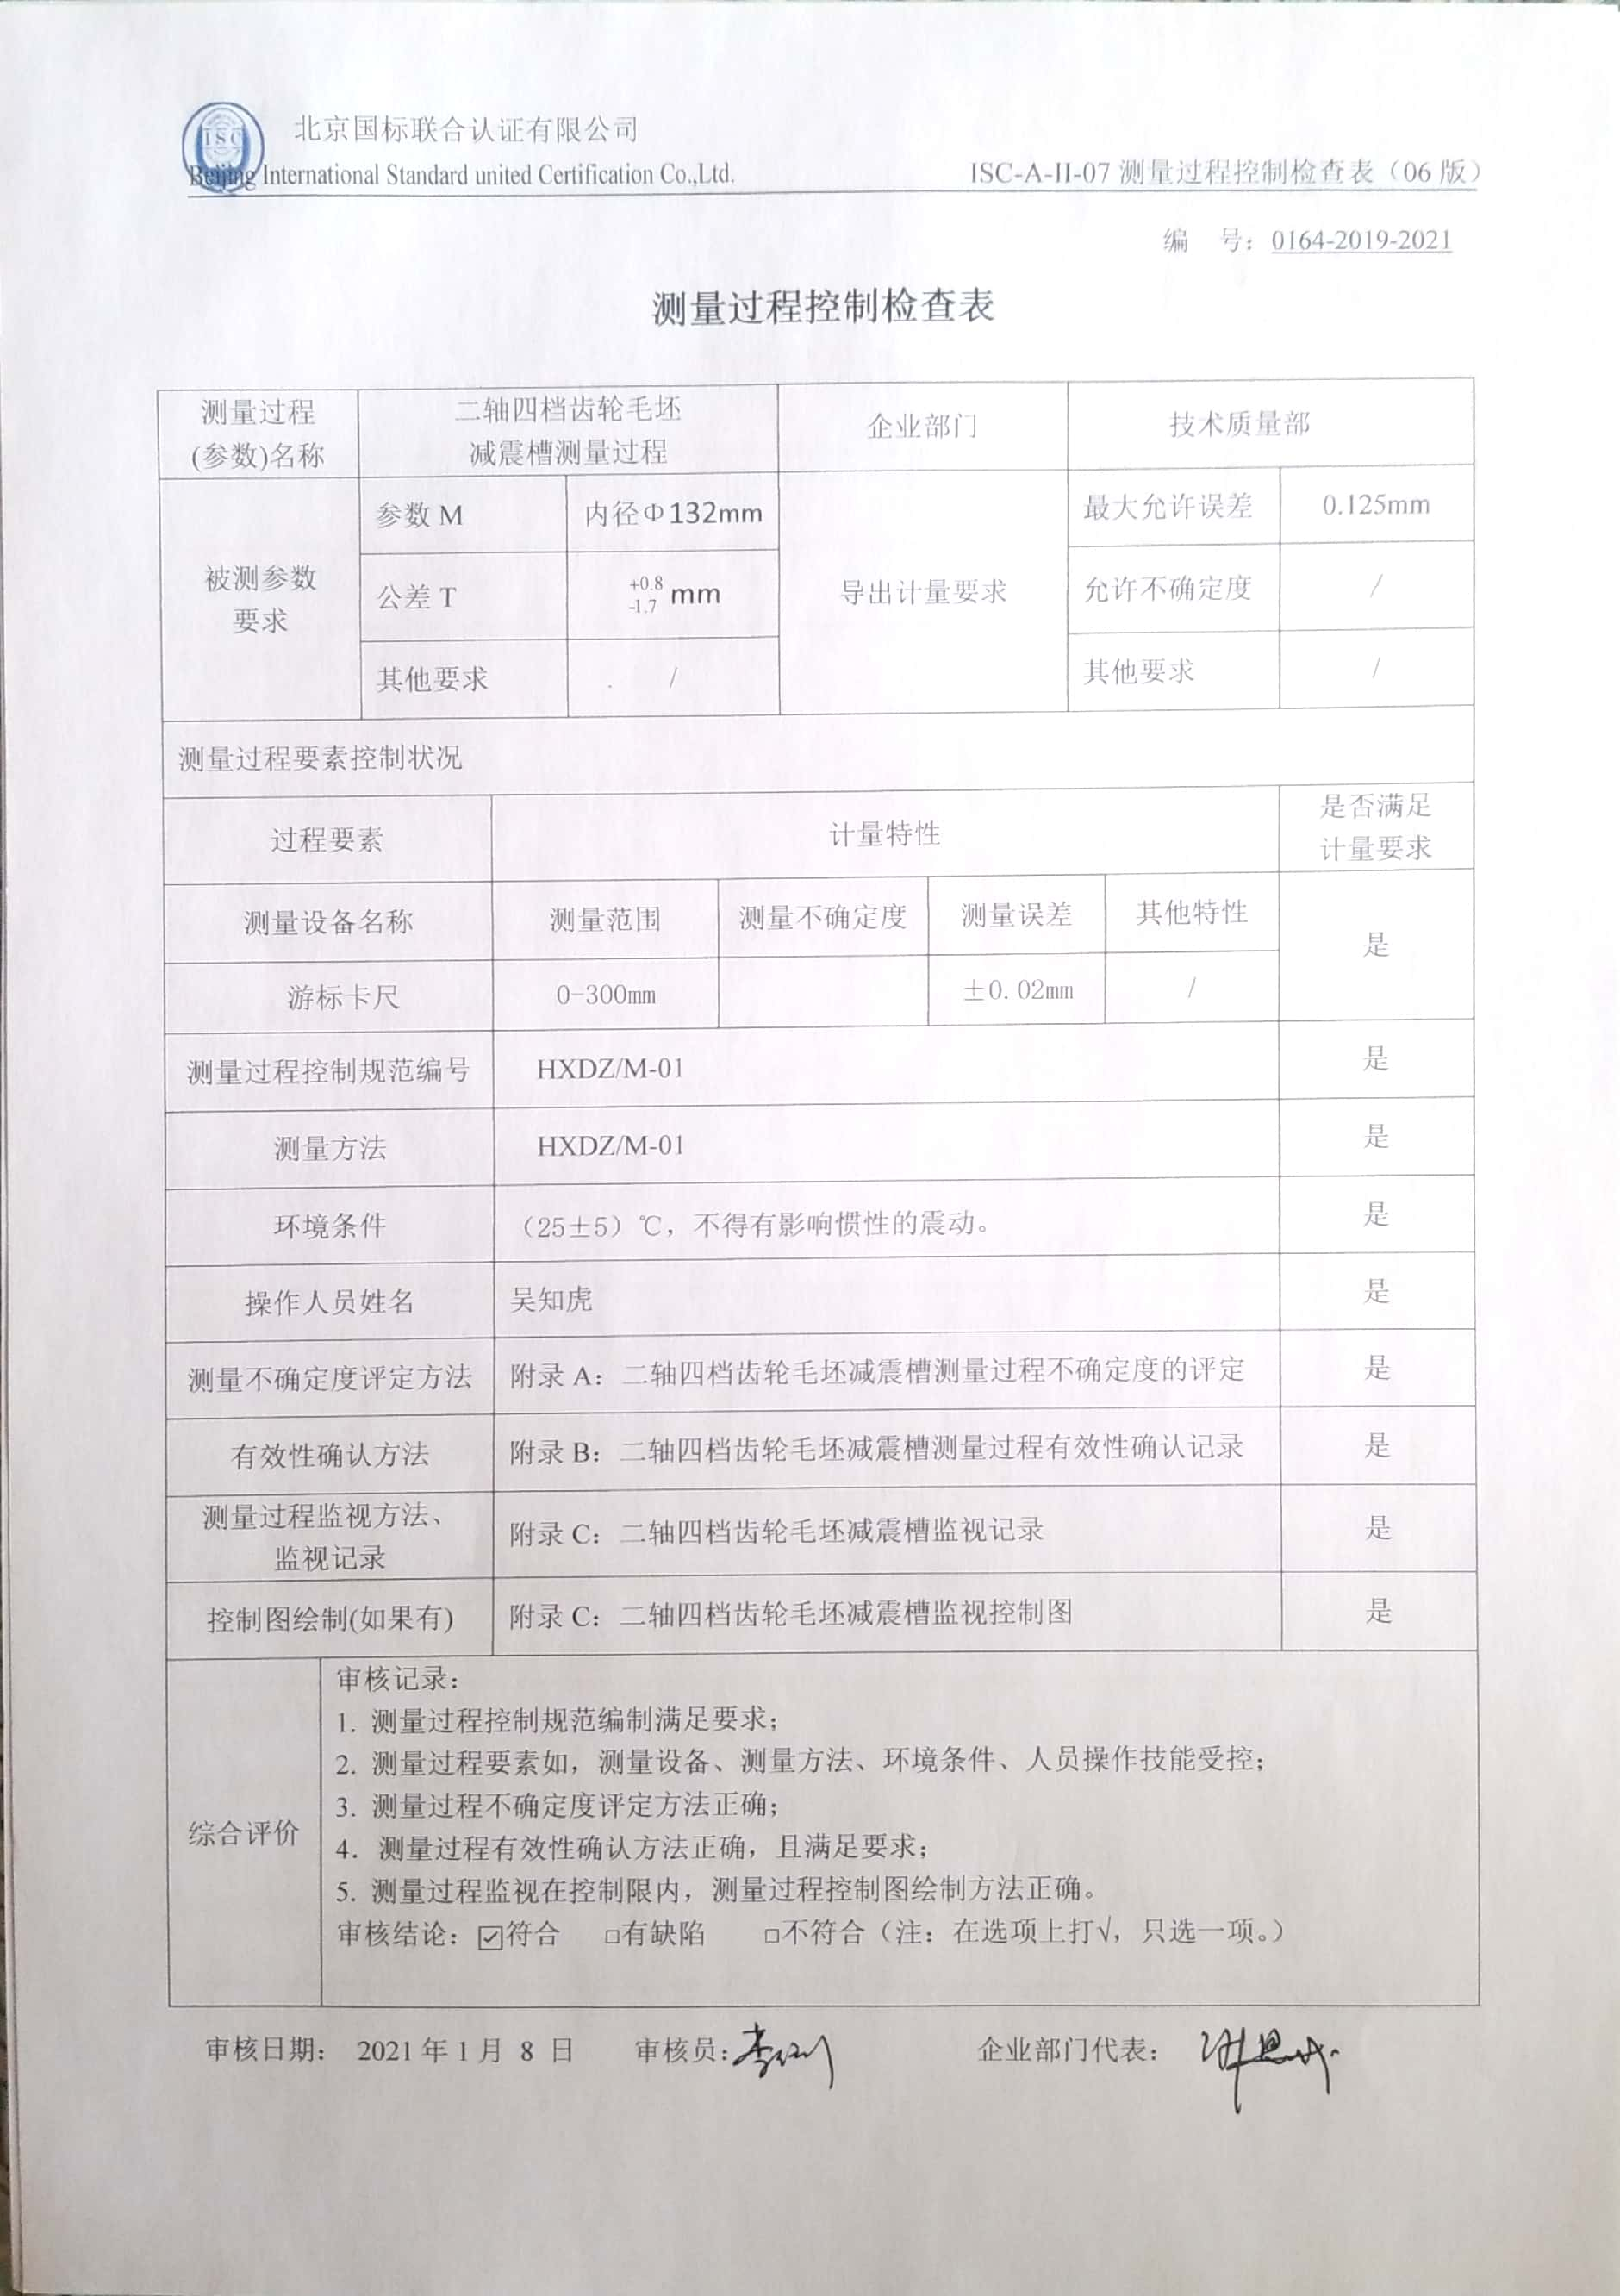 北京国标联合认证有限公司
ISC
Beijing International Standard united Certification Co.,Ltd.
ISC-A-II-07 测量过程控制检查表（06 版）
编 号：0164-2019-2021
测量过程控制检查表
测量过程
(参数)名称
二轴四档齿轮毛坯
减震槽测量过程
企业部门
技术质量部
被测参数
要求
参数 M
内径Φ132mm
导出计量要求
最大允许误差
0.125mm
公差 T
+0.8
-1.7 mm
允许不确定度
/
其他要求
/
其他要求
/
测量过程要素控制状况
过程要素
计量特性
是否满足
计量要求
测量设备名称
测量范围
测量不确定度
测量误差
其他特性
是
游标卡尺
0-300mm
±0.02mm
/
测量过程控制规范编号
HXDZ/M-01
是
测量方法
HXDZ/M-01
是
环境条件
（25±5）℃，不得有影响惯性的震动。
是
操作人员姓名
吴知虎
是
测量不确定度评定方法
附录 A：二轴四档齿轮毛坯减震槽测量过程不确定度的评定
是
有效性确认方法
附录 B：二轴四档齿轮毛坯减震槽测量过程有效性确认记录
是
测量过程监视方法、
监视记录
附录 C：二轴四档齿轮毛坯减震槽监视记录
是
控制图绘制(如果有)
附录 C：二轴四档齿轮毛坯减震槽监视控制图
是
综合评价
审核记录：
1. 测量过程控制规范编制满足要求；
2. 测量过程要素如，测量设备、测量方法、环境条件、人员操作技能受控；
3. 测量过程不确定度评定方法正确；
4. 测量过程有效性确认方法正确，且满足要求；
5. 测量过程监视在控制限内，测量过程控制图绘制方法正确。
审核结论：☑符合 □有缺陷 □不符合（注：在选项上打√，只选一项。）
审核日期： 2021 年 1 月 8 日 审核员： 企业部门代表：